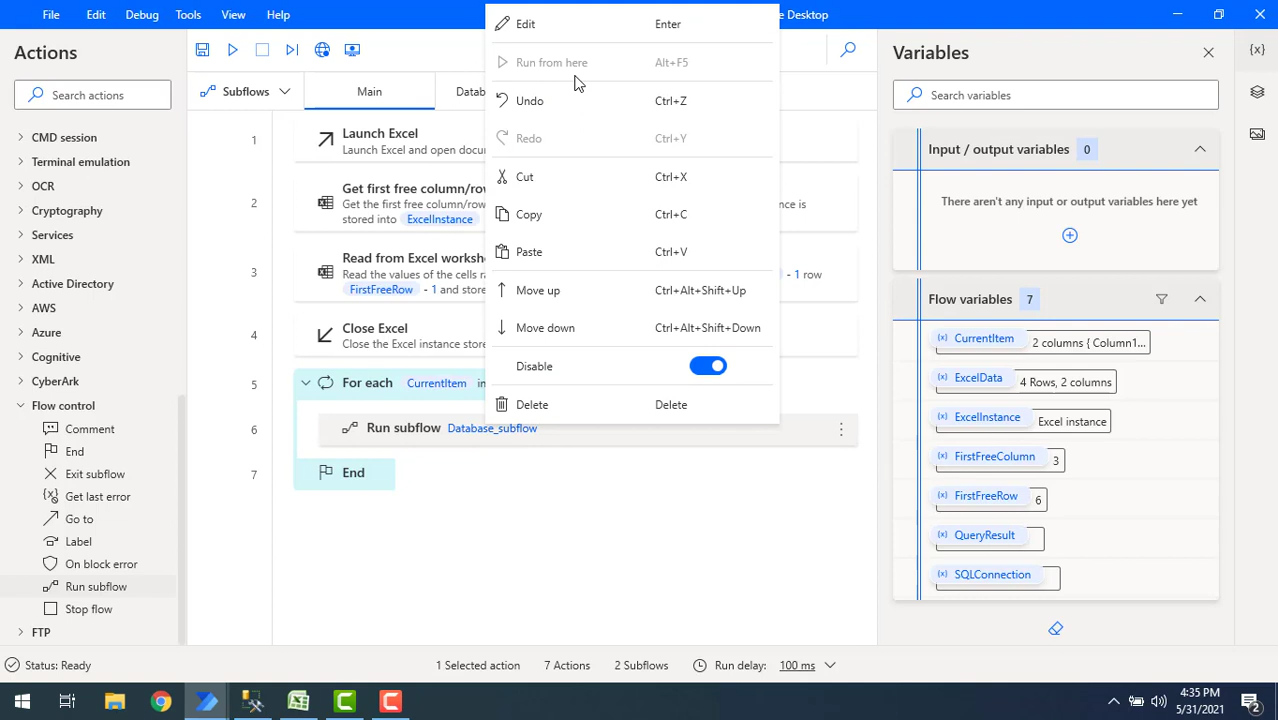 File Edit Debug Tools View Help
e Desktop
Actions
Search actions
CMD session
Terminal emulation
OCR
Cryptography
Services
XML
Active Directory
AWS
Azure
Cognitive
CyberArk
Flow control
Comment
End
Exit subflow
Get last error
Go to
Label
On block error
Run subflow
Stop flow
FTP
Subflows
Main
Datab
1
Launch Excel
Launch Excel and open docu
2
Get first free column/row
Get the first free column/row
stored into ExcelInstance
ance is
3
Read from Excel workshe
Read the values of the cells ra
- 1 row
FirstFreeRow - 1 and store
4
Close Excel
Close the Excel instance store
5
For each CurrentItem in
6
Run subflow Database_subflow
7
End
Edit Enter
Run from here Alt+F5
Undo Ctrl+Z
Redo Ctrl+Y
Cut Ctrl+X
Copy Ctrl+C
Paste Ctrl+V
Move up Ctrl+Alt+Shift+Up
Move down Ctrl+Alt+Shift+Down
Disable
Delete Delete
Variables
{x}
Search variables
Input / output variables 0
There aren't any input or output variables here yet
Flow variables 7
(x) CurrentItem 2 columns { Column1...
(x) ExcelData 4 Rows, 2 columns
(x) ExcelInstance Excel instance
(x) FirstFreeColumn 3
(x) FirstFreeRow 6
(x) QueryResult
(x) SQLConnection
Status: Ready
1 Selected action
7 Actions
2 Subflows
Run delay: 100 ms
4:35 PM
5/31/2021
2